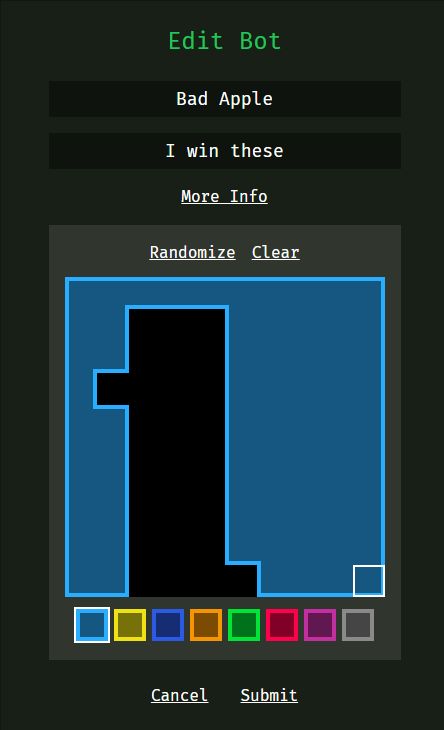 Edit Bot
Bad Apple
I win these
More Info
Randomize Clear
Cancel Submit